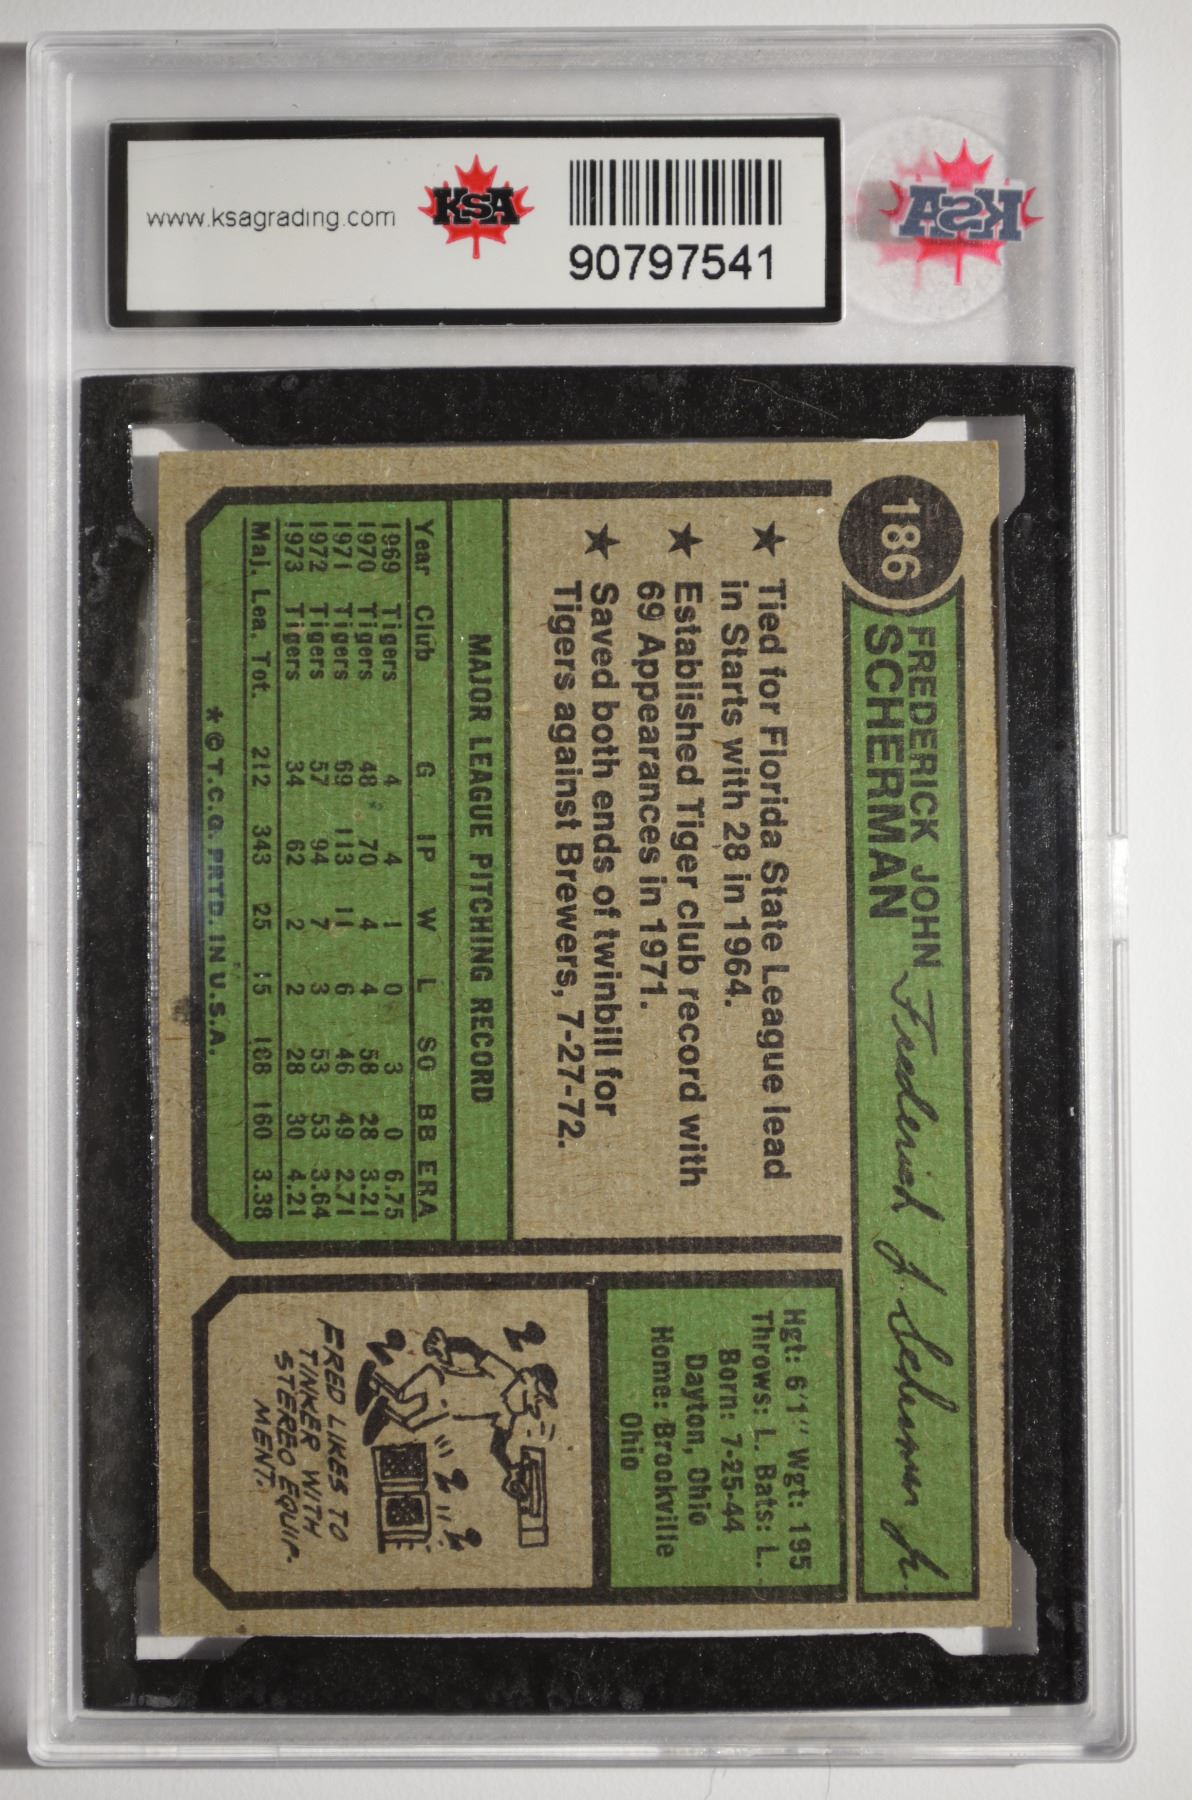 www.ksagrading.com
KSA
90797541
KSA
186
FREDERICK JOHN
SCHERMAN
Frederick J. Scherman Jr.
★ Tied for Florida State League lead
in Starts with 28 in 1964.
★ Established Tiger club record with
69 Appearances in 1971.
★ Saved both ends of twinbill for
Tigers against Brewers, 7-27-72.
MAJOR LEAGUE PITCHING RECORD
Year Club G IP W L SO BB ERA
1969 Tigers 4 4 1 0 3 0 6.75
1970 Tigers 48 70 4 4 58 28 3.21
1971 Tigers 69 113 11 6 46 49 2.71
1972 Tigers 57 94 7 3 53 53 3.64
1973 Tigers 34 62 2 2 28 30 4.21
Maj. Lea. Tot. 212 343 25 15 188 160 3.38
* © T.C.G. PRTD. IN U.S.A.
Hgt: 6'1" Wgt: 195
Throws: L. Bats: L.
Born: 7-25-44
Dayton, Ohio
Home: Brookville
Ohio
FRED LIKES TO
TINKER WITH
STEREO EQUIP-
MENT.